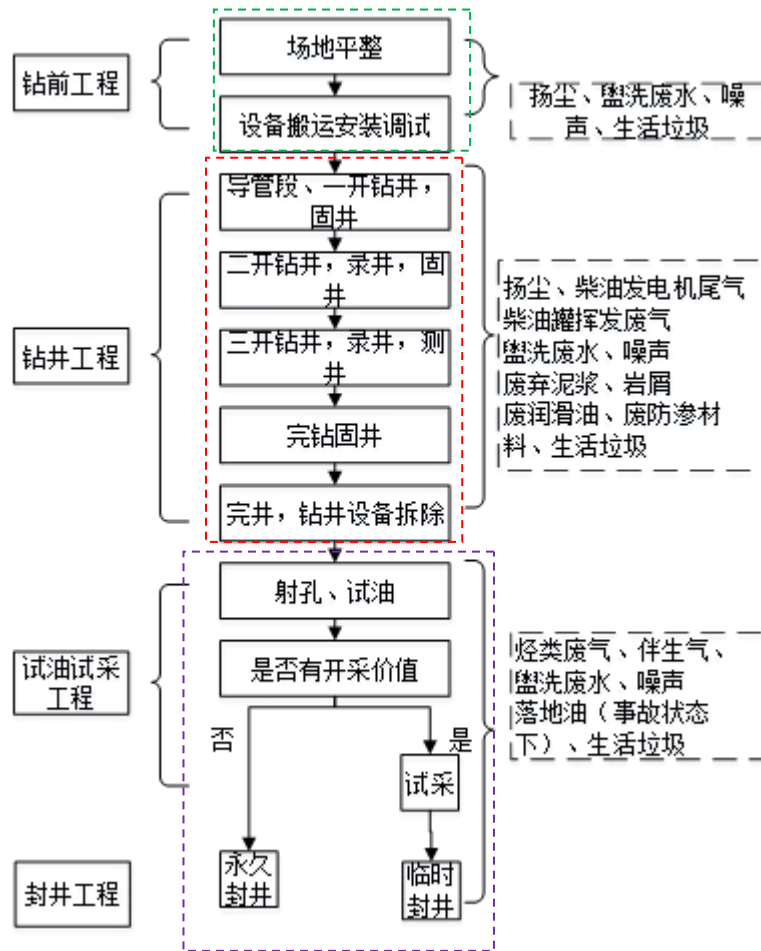 场地平整
钻前工程
设备搬运安装调试
扬尘、盥洗废水、噪
声、生活垃圾
导管段、一开钻井，
固井
二开钻井，录井，固
井
钻井工程
三开钻井，录井，测
井
完钻固井
完井，钻井设备拆除
扬尘、柴油发电机尾气
柴油罐挥发废气
盥洗废水、噪声
废弃泥浆、岩屑
废润滑油、废防渗材
料、生活垃圾
射孔、试油
试油试采
工程
是否有开采价值
否
是
试采
烃类废气、伴生气、
盥洗废水、噪声
落地油（事故状态
下）、生活垃圾
封井工程
永久
封井
临时
封井